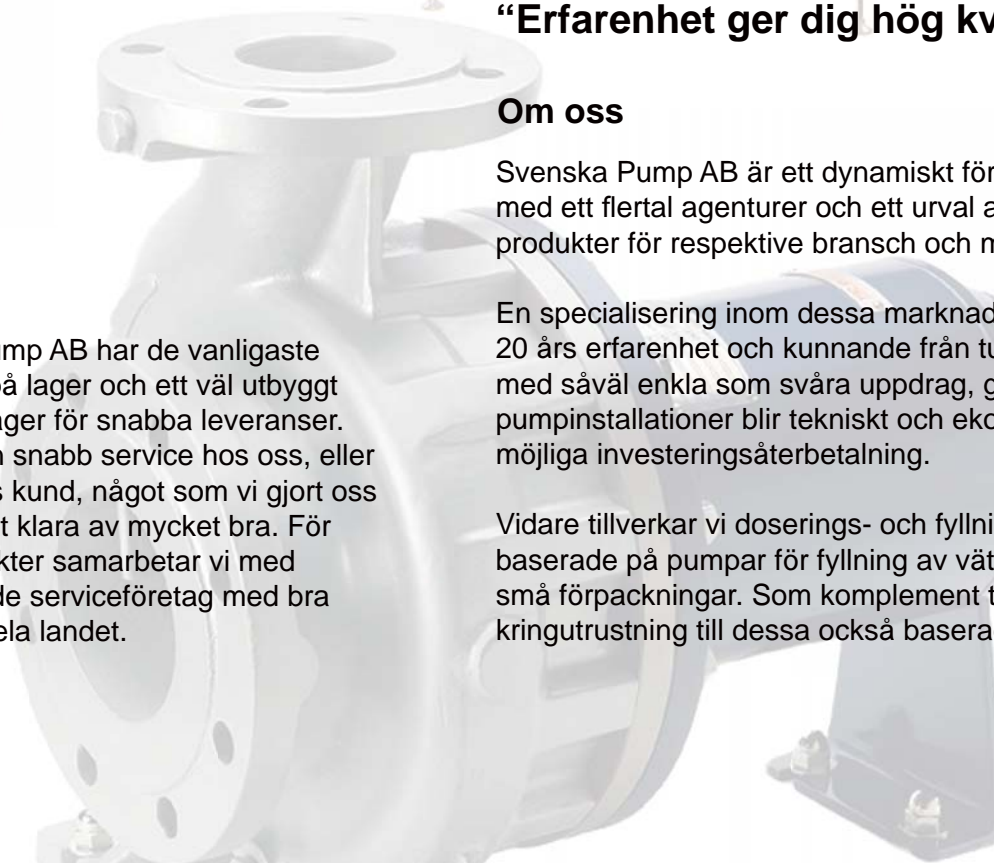 ump AB har de vanligaste
å lager och ett väl utbyggt
ager för snabba leveranser.
n snabb service hos oss, eller
s kund, något som vi gjort oss
t klara av mycket bra. För
kter samarbetar vi med
de serviceföretag med bra
ela landet.
“Erfarenhet ger dig hög kv
Om oss
Svenska Pump AB är ett dynamiskt för
med ett flertal agenturer och ett urval a
produkter för respektive bransch och m
En specialisering inom dessa marknad
20 års erfarenhet och kunnande från tu
med såväl enkla som svåra uppdrag, g
pumpinstallationer blir tekniskt och eko
möjliga investeringsåterbetalning.
Vidare tillverkar vi doserings- och fyllni
baserade på pumpar för fyllning av vät
små förpackningar. Som komplement t
kringutrustning till dessa också basera